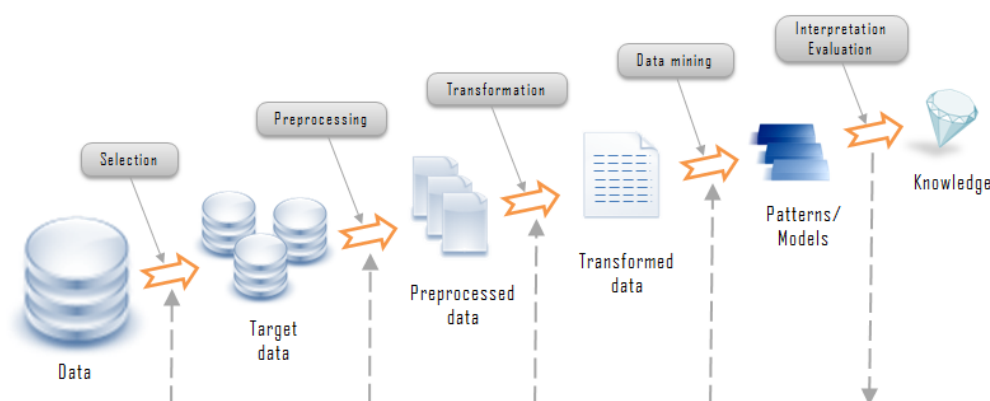 Interpretation
Evaluation
Data mining
Transformation
Preprocessing
Selection
Knowledge
Patterns/
Models
Transformed
data
Preprocessed
data
Target
data
Data